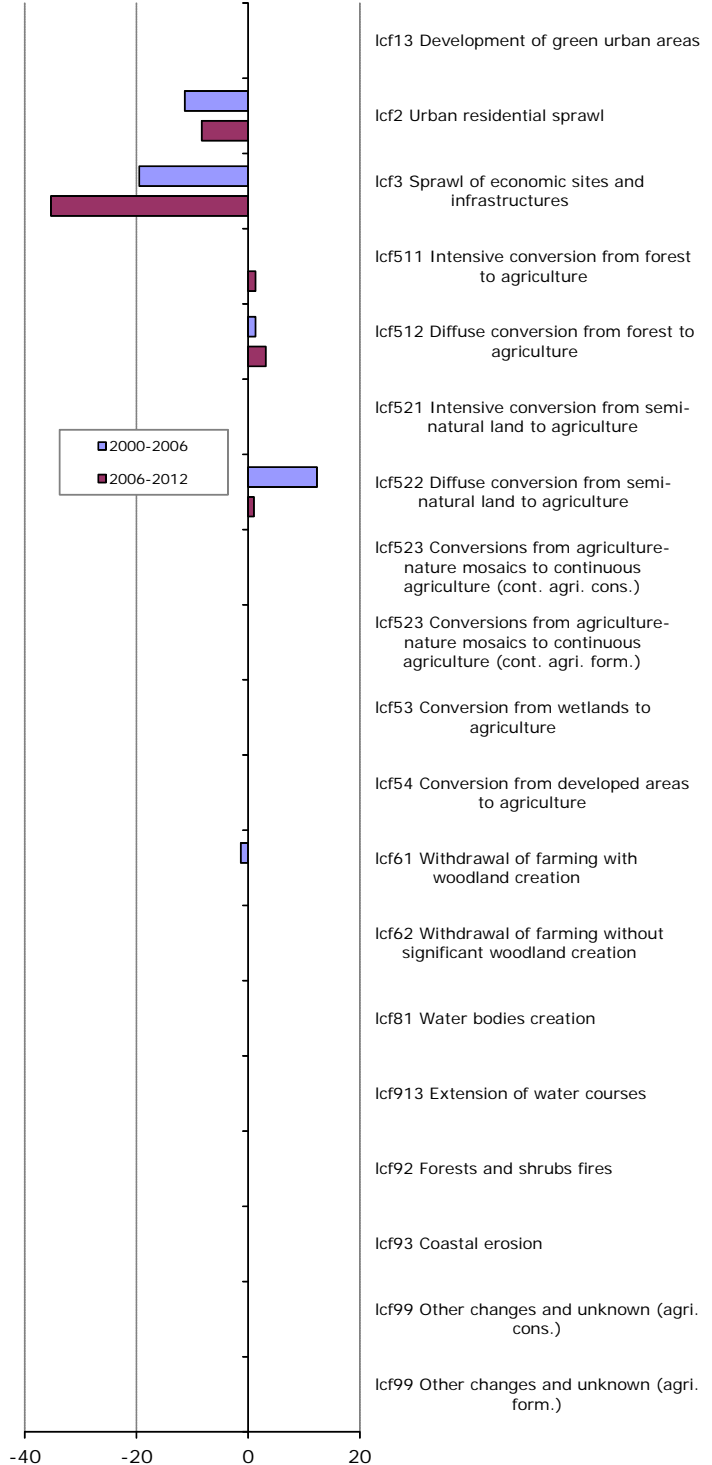 lcf13 Development of green urban areas
lcf2 Urban residential sprawl
lcf3 Sprawl of economic sites and
infrastructures
lcf511 Intensive conversion from forest
to agriculture
lcf512 Diffuse conversion from forest to
agriculture
lcf521 Intensive conversion from semi-
natural land to agriculture
2000-2006
2006-2012
lcf522 Diffuse conversion from semi-
natural land to agriculture
lcf523 Conversions from agriculture-
nature mosaics to continuous
agriculture (cont. agri. cons.)
lcf523 Conversions from agriculture-
nature mosaics to continuous
agriculture (cont. agri. form.)
lcf53 Conversion from wetlands to
agriculture
lcf54 Conversion from developed areas
to agriculture
lcf61 Withdrawal of farming with
woodland creation
lcf62 Withdrawal of farming without
significant woodland creation
lcf81 Water bodies creation
lcf913 Extension of water courses
lcf92 Forests and shrubs fires
lcf93 Coastal erosion
lcf99 Other changes and unknown (agri.
cons.)
lcf99 Other changes and unknown (agri.
form.)
-40 -20 0 20